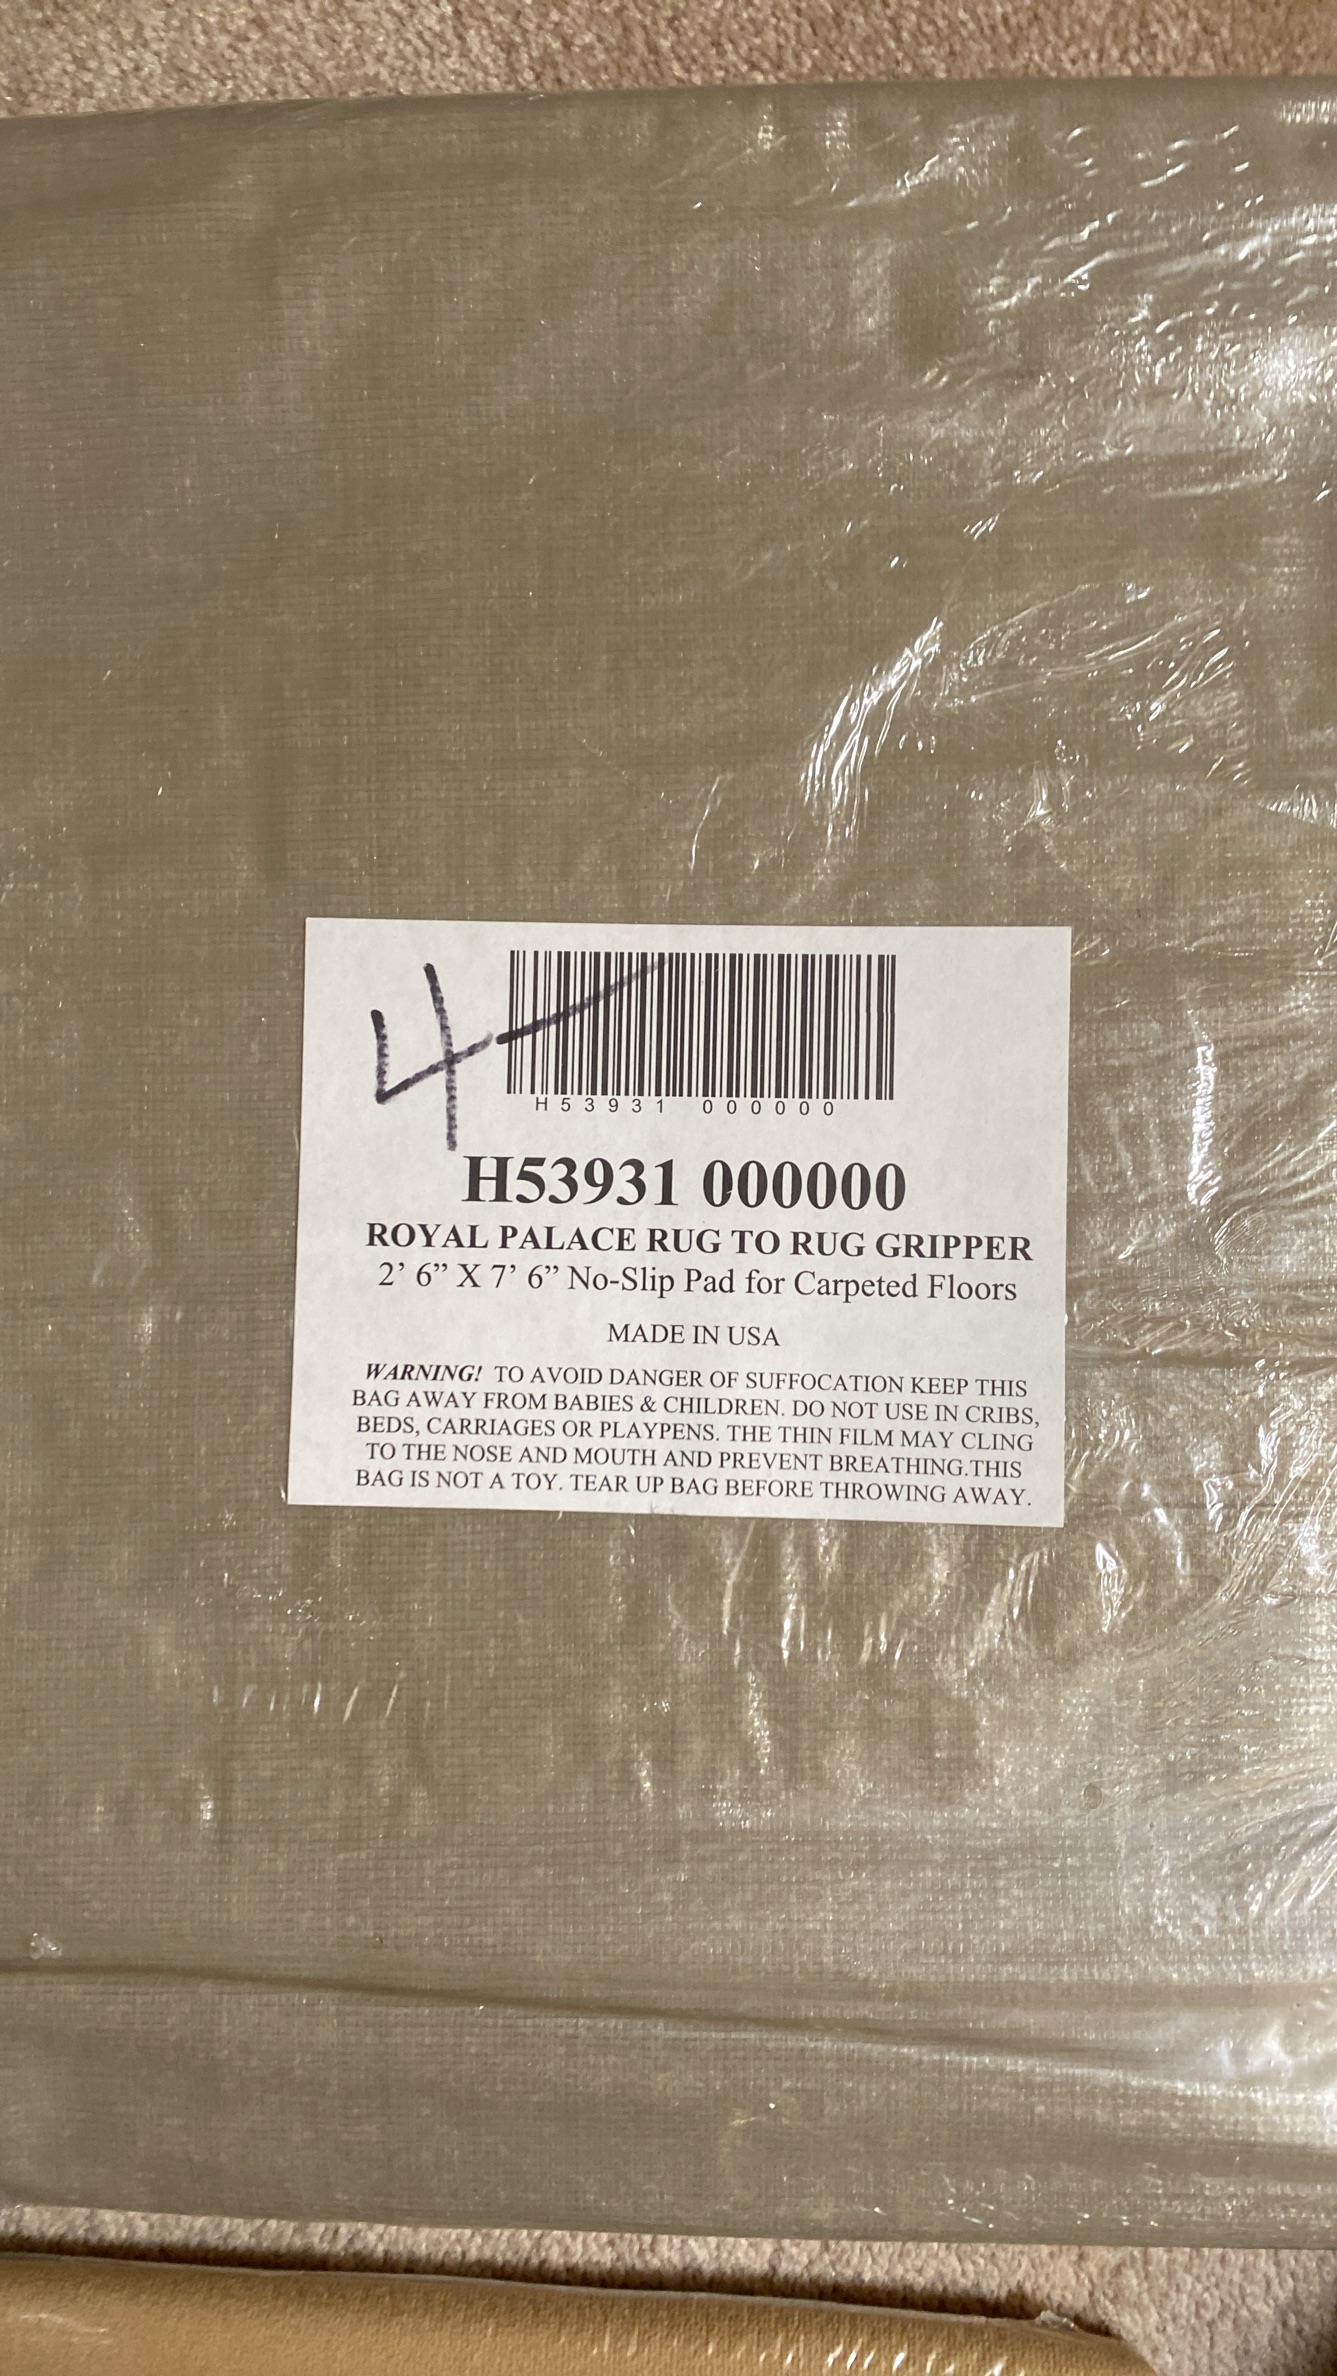 4-
H53931 000000
H53931 000000
ROYAL PALACE RUG TO RUG GRIPPER
2’ 6” X 7’ 6” No-Slip Pad for Carpeted Floors
MADE IN USA
WARNING! TO AVOID DANGER OF SUFFOCATION KEEP THIS
BAG AWAY FROM BABIES & CHILDREN. DO NOT USE IN CRIBS,
BEDS, CARRIAGES OR PLAYPENS. THE THIN FILM MAY CLING
TO THE NOSE AND MOUTH AND PREVENT BREATHING.THIS
BAG IS NOT A TOY. TEAR UP BAG BEFORE THROWING AWAY.